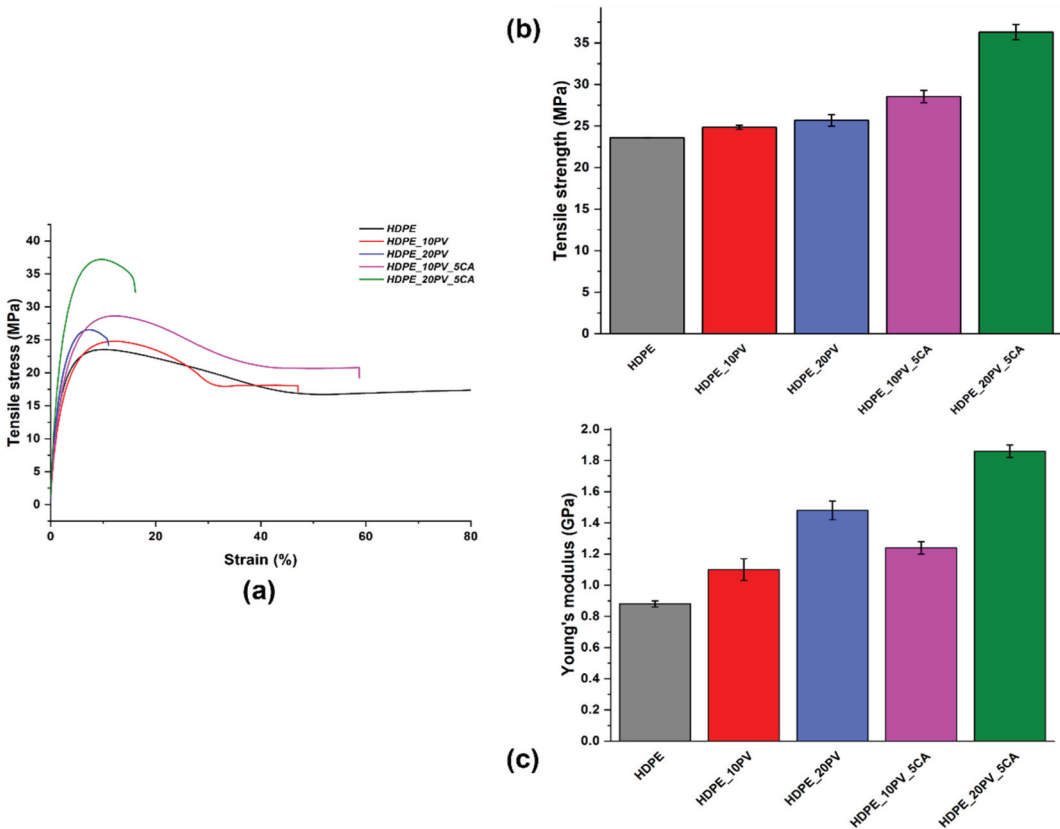 (b)
Tensile strength (MPa)
35
30
25
20
15
10
5
0
HDPE
HDPE_10PV
HDPE_20PV
HDPE_10PV_5CA
HDPE_20PV_5CA
Tensile stress (MPa)
40
35
30
25
20
15
10
5
0
0 20 40 60 80
Strain (%)
HDPE
HDPE_10PV
HDPE_20PV
HDPE_10PV_5CA
HDPE_20PV_5CA
(a)
Young's modulus (GPa)
2.0
1.8
1.6
1.4
1.2
1.0
0.8
0.6
0.4
0.2
0.0
HDPE
HDPE_10PV
HDPE_20PV
HDPE_10PV_5CA
HDPE_20PV_5CA
(c)